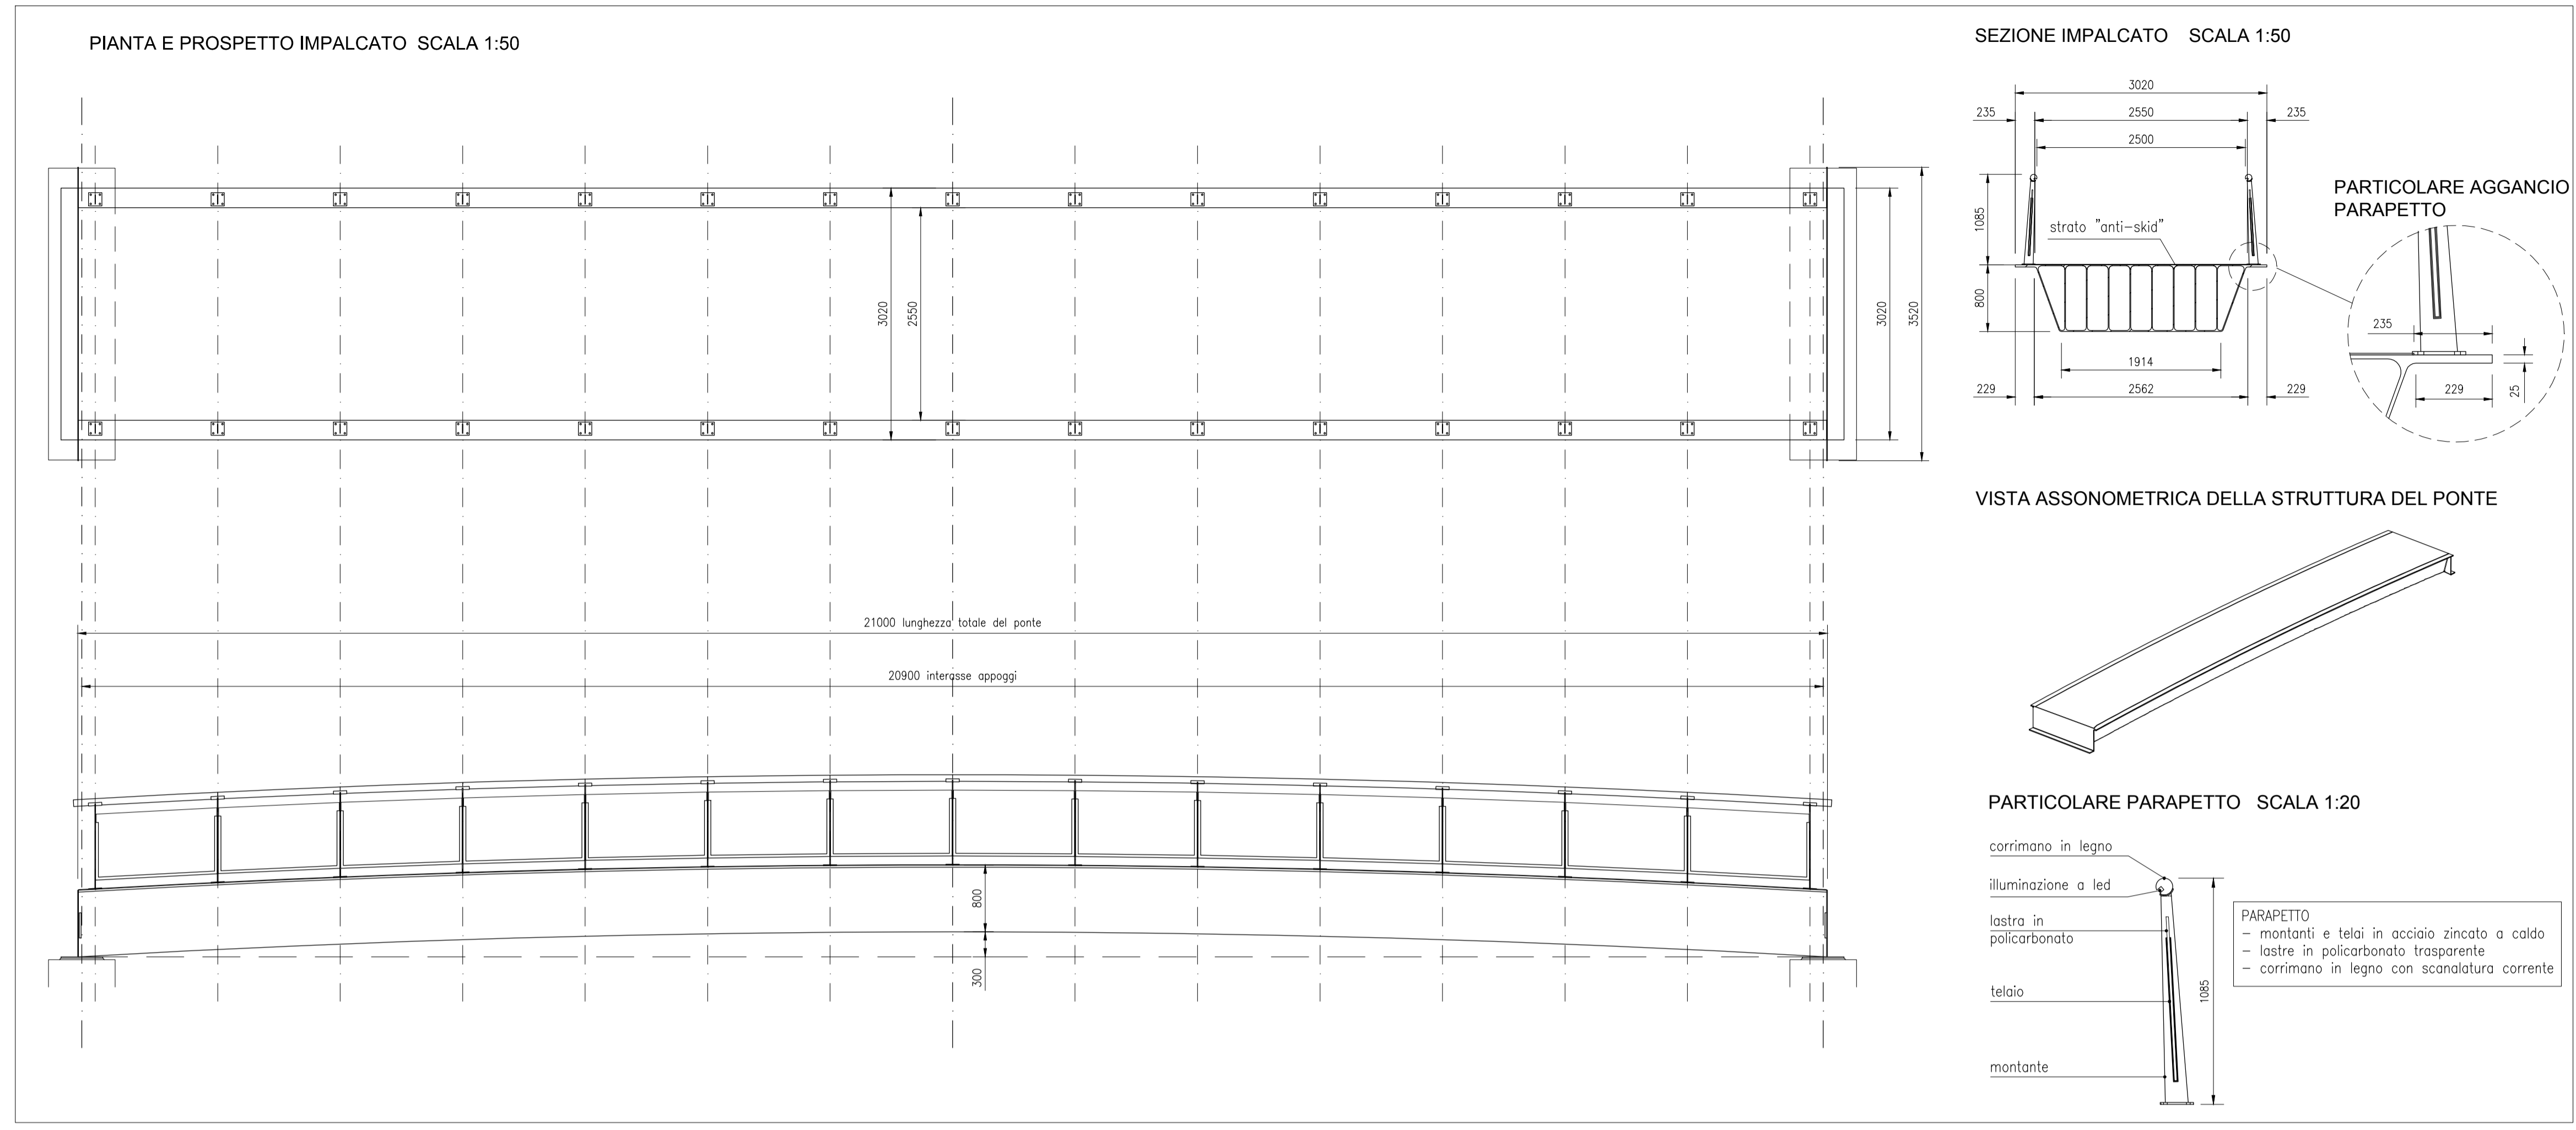 PIANTA E PROSPETTO IMPALCATO SCALA 1:50
3020
2550
3020
3520
21000 lunghezza totale del ponte
20900 interasse appoggi
800
300
SEZIONE IMPALCATO SCALA 1:50
3020
235
2550
235
2500
1085
strato "anti-skid"
800
1914
229
2562
229
PARTICOLARE AGGANCIO
PARAPETTO
235
229
25
VISTA ASSONOMETRICA DELLA STRUTTURA DEL PONTE
PARTICOLARE PARAPETTO SCALA 1:20
corrimano in legno
illuminazione a led
lastra in
policarbonato
telaio
montante
1085
PARAPETTO
- montanti e telai in acciaio zincato a caldo
- lastre in policarbonato trasparente
- corrimano in legno con scanalatura corrente